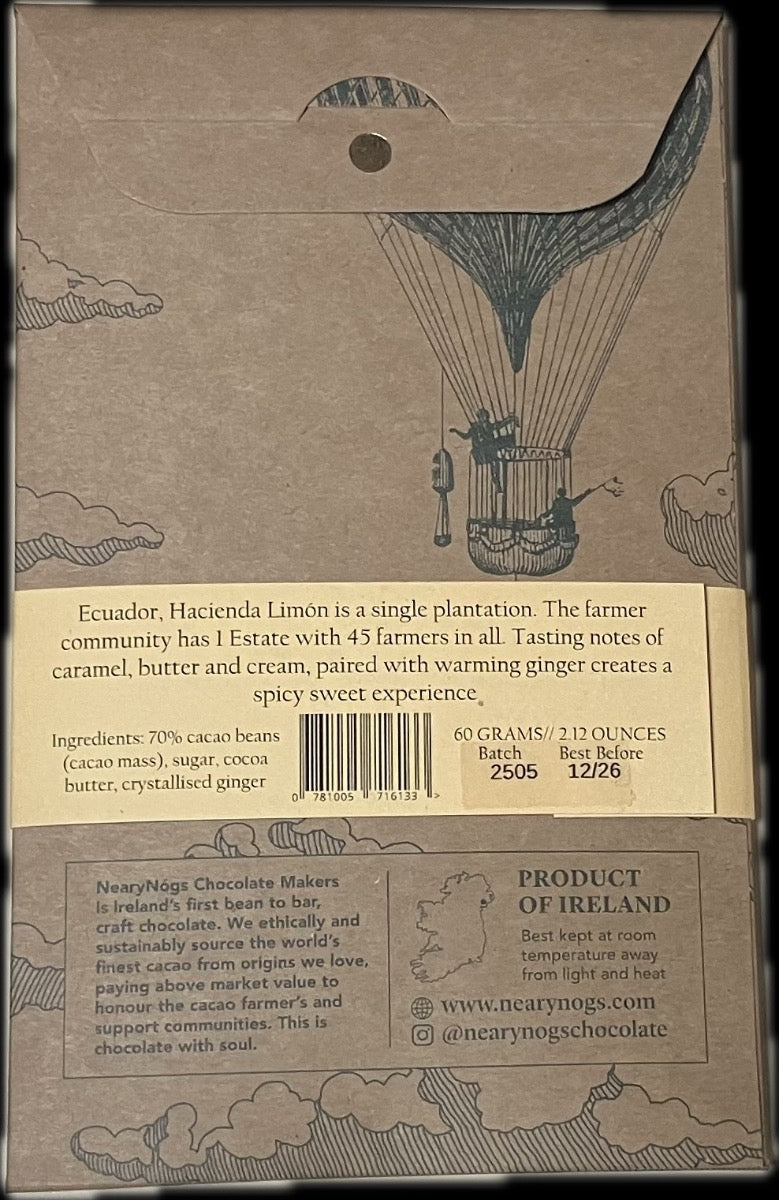 Ecuador, Hacienda Limón is a single plantation. The farmer
community has 1 Estate with 45 farmers in all. Tasting notes of
caramel, butter and cream, paired with warming ginger creates a
spicy sweet experience.
Ingredients: 70% cacao beans
(cacao mass), sugar, cocoa
butter, crystallised ginger
0 781005 716133 >
60 GRAMS// 2.12 OUNCES
Batch Best Before
2505 12/26
NearyNógs Chocolate Makers
Is Ireland's first bean to bar,
craft chocolate. We ethically and
sustainably source the world's
finest cacao from origins we love,
paying above market value to
honour the cacao farmer's and
support communities. This is
chocolate with soul.
PRODUCT
OF IRELAND
Best kept at room
temperature away
from light and heat
www.nearynogs.com
@nearynogschocolate